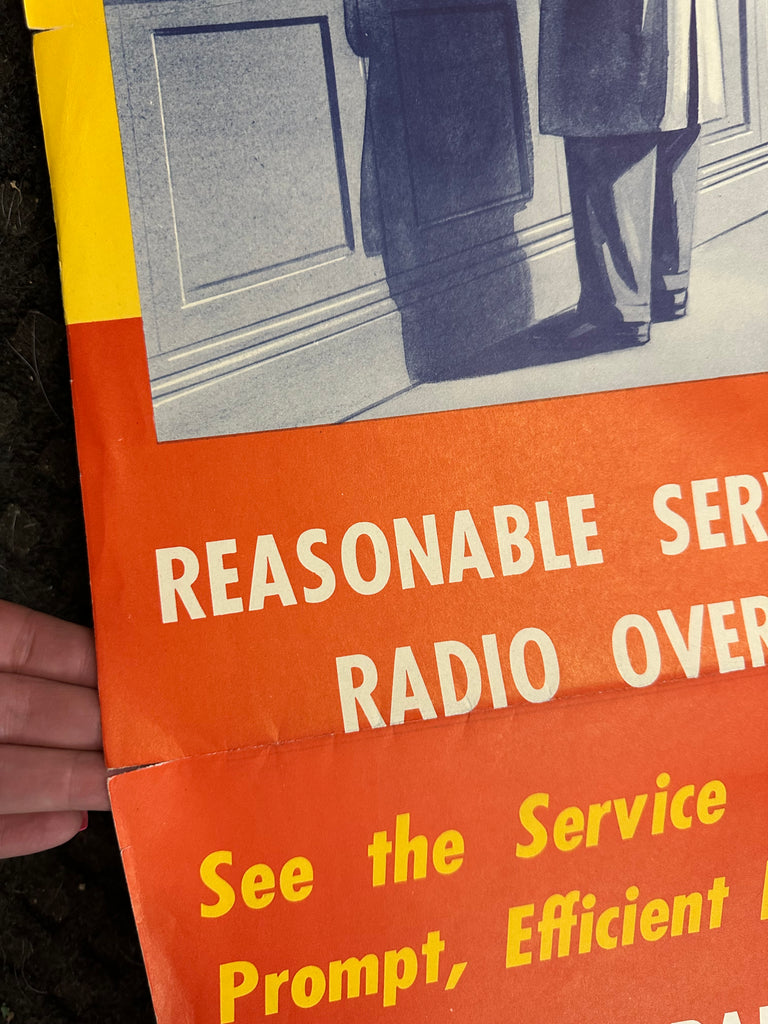 REASONABLE SER
RADIO OVER
See the Service
Prompt, Efficient